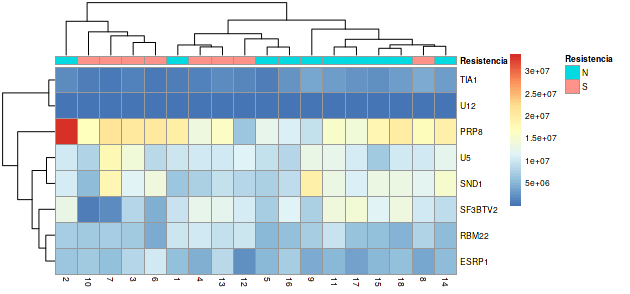 Resistencia
Resistencia
N
S
3e+07
2.5e+07
2e+07
1.5e+07
1e+07
5e+06
TIA1
U12
PRP8
U5
SND1
SF3BTV2
RBM22
ESRP1
2 10 7 3 6 1 4 13 12 5 16 9 11 17 15 18 8 14